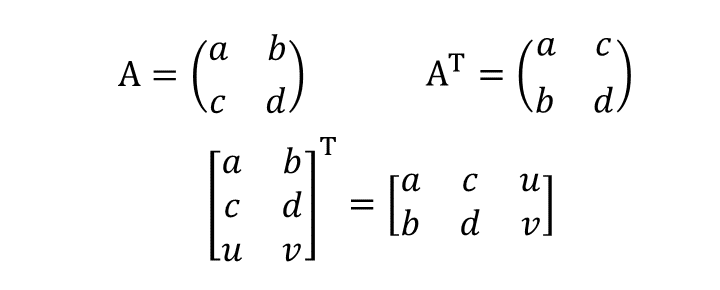 A = (a b
c d) Aᵀ = (a c
b d)
[a b
c d
u v]ᵀ = [a c u
b d v]